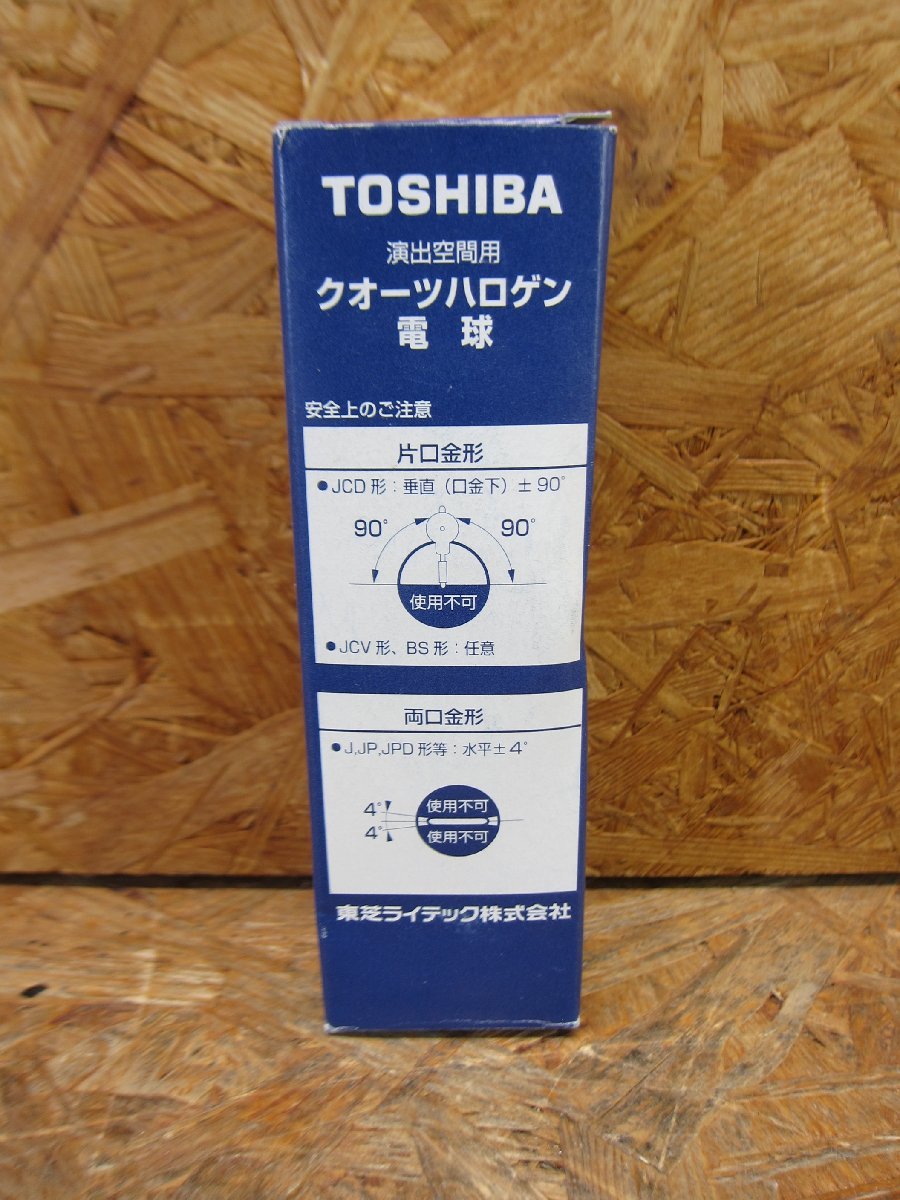 TOSHIBA
演出空間用
クオーツハロゲン
電球
安全上のご注意
片口金形
●JCD形:垂直(口金下)±90°
90° 90°
使用不可
●JCV形、BS形:任意
両口金形
●J,JP,JPD形等:水平±4°
4° 使用不可
4° 使用不可
東芝ライテック株式会社